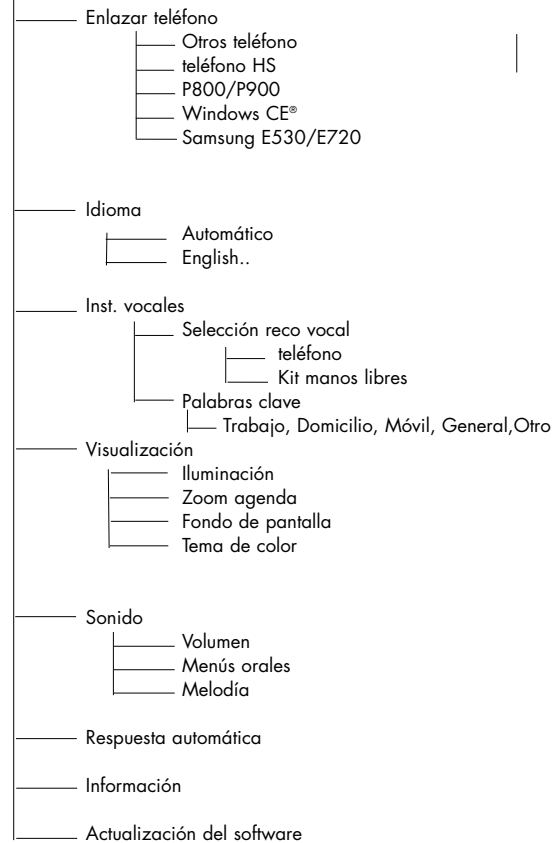 Enlazar teléfono
Otros teléfono
teléfono HS
P800/P900
Windows CE®
Samsung E530/E720
Idioma
Automático
English..
Inst. vocales
Selección reco vocal
teléfono
Kit manos libres
Palabras clave
Trabajo, Domicilio, Móvil, General,Otro
Visualización
Iluminación
Zoom agenda
Fondo de pantalla
Tema de color
Sonido
Volumen
Menús orales
Melodía
Respuesta automática
Información
Actualización del software